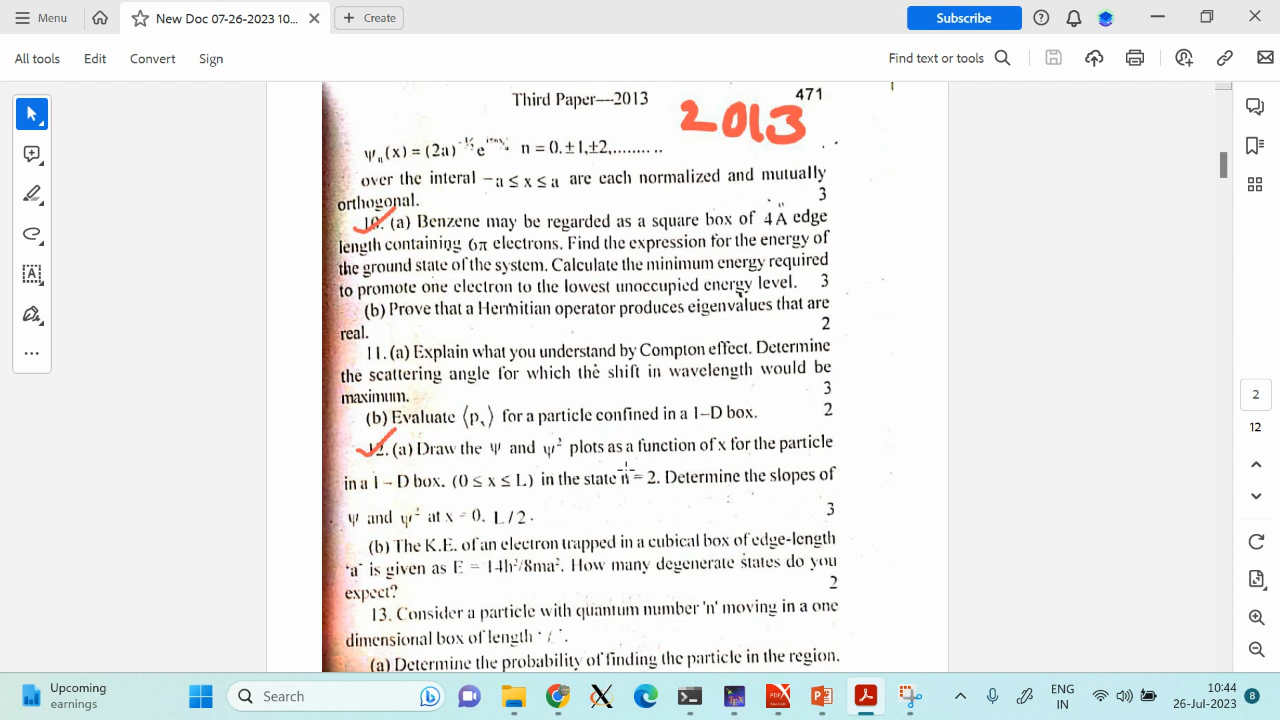 Menu
New Doc 07-26-2023 10...
Create
Subscribe
All tools Edit Convert Sign
Find text or tools
Third Paper—2013 471
2013
ψn(x) = (2a)^-½ e n = 0. ±1,±2,..........
over the interal −a ≤ x ≤ a are each normalized and mutually
orthogonal. 3
10. (a) Benzene may be regarded as a square box of 4Å edge
length containing 6π electrons. Find the expression for the energy of
the ground state of the system. Calculate the minimum energy required
to promote one electron to the lowest unoccupied energy level. 3
(b) Prove that a Hermitian operator produces eigenvalues that are
real. 2
11. (a) Explain what you understand by Compton effect. Determine
the scattering angle for which the shift in wavelength would be
maximum. 3
(b) Evaluate ⟨pₓ⟩ for a particle confined in a 1–D box. 2
12. (a) Draw the ψ and ψ² plots as a function of x for the particle
in a 1 – D box. (0 ≤ x ≤ L) in the state n = 2. Determine the slopes of
ψ and ψ² at x = 0. L/2. 3
(b) The K.E. of an electron trapped in a cubical box of edge-length
'a' is given as E = 14h²/8ma². How many degenerate states do you
expect? 2
13. Consider a particle with quantum number 'n' moving in a one
dimensional box of length
(a) Determine the probability of finding the particle in the region.
2
12
Upcoming
earnings
Search
ENG
IN
10:44
26-Jul-2023
8